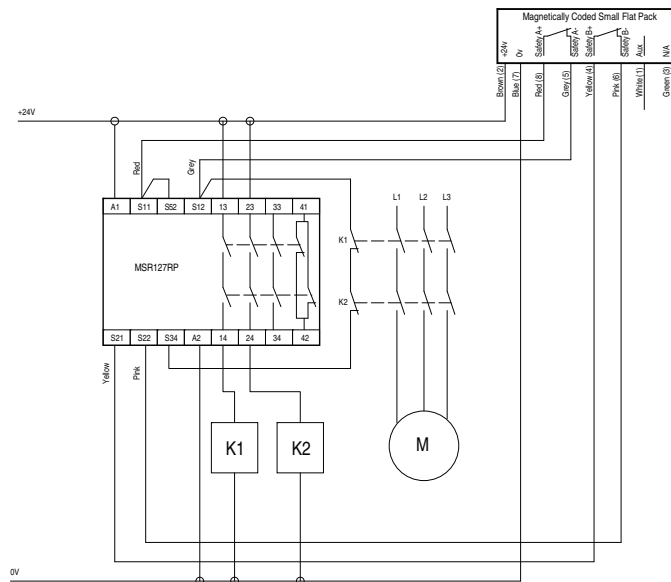 Magnetically Coded Small Flat Pack
+24v
0v
Safety A+
Safety A-
Safety B+
Safety B-
Aux
N/A
Brown (2)
Blue (7)
Red (8)
Grey (5)
Yellow (4)
Pink (6)
White (1)
Green (3)
+24V
Red
Grey
A1 S11 S52 S12 13 23 33 41
L1 L2 L3
K1
MSR127RP
K2
S21 S22 S34 A2 14 24 34 42
Yellow
Pink
K1 K2 M
0V